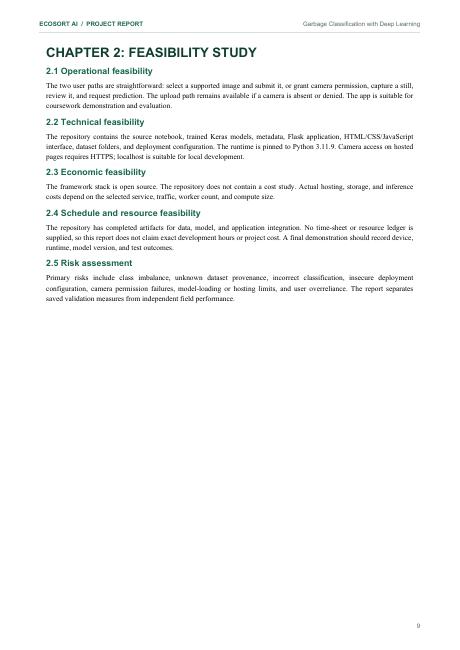 ECOSORT AI / PROJECT REPORT
Garbage Classification with Deep Learning
CHAPTER 2: FEASIBILITY STUDY
2.1 Operational feasibility
The two user paths are straightforward: select a supported image and submit it, or grant camera permission, capture a still,
review it, and request prediction. The upload path remains available if a camera is absent or denied. The app is suitable for
coursework demonstration and evaluation.
2.2 Technical feasibility
The repository contains the source notebook, trained Keras models, metadata, Flask application, HTML/CSS/JavaScript
interface, dataset folders, and deployment configuration. The runtime is pinned to Python 3.11.9. Camera access on hosted
pages requires HTTPS; localhost is suitable for local development.
2.3 Economic feasibility
The framework stack is open source. The repository does not contain a cost study. Actual hosting, storage, and inference
costs depend on the selected service, traffic, worker count, and compute size.
2.4 Schedule and resource feasibility
The repository has completed artifacts for data, model, and application integration. No time-sheet or resource ledger is
supplied, so this report does not claim exact development hours or project cost. A final demonstration should record device,
runtime, model version, and test outcomes.
2.5 Risk assessment
Primary risks include class imbalance, unknown dataset provenance, incorrect classification, insecure deployment
configuration, camera permission failures, model-loading or hosting limits, and user overreliance. The report separates
saved validation measures from independent field performance.
9